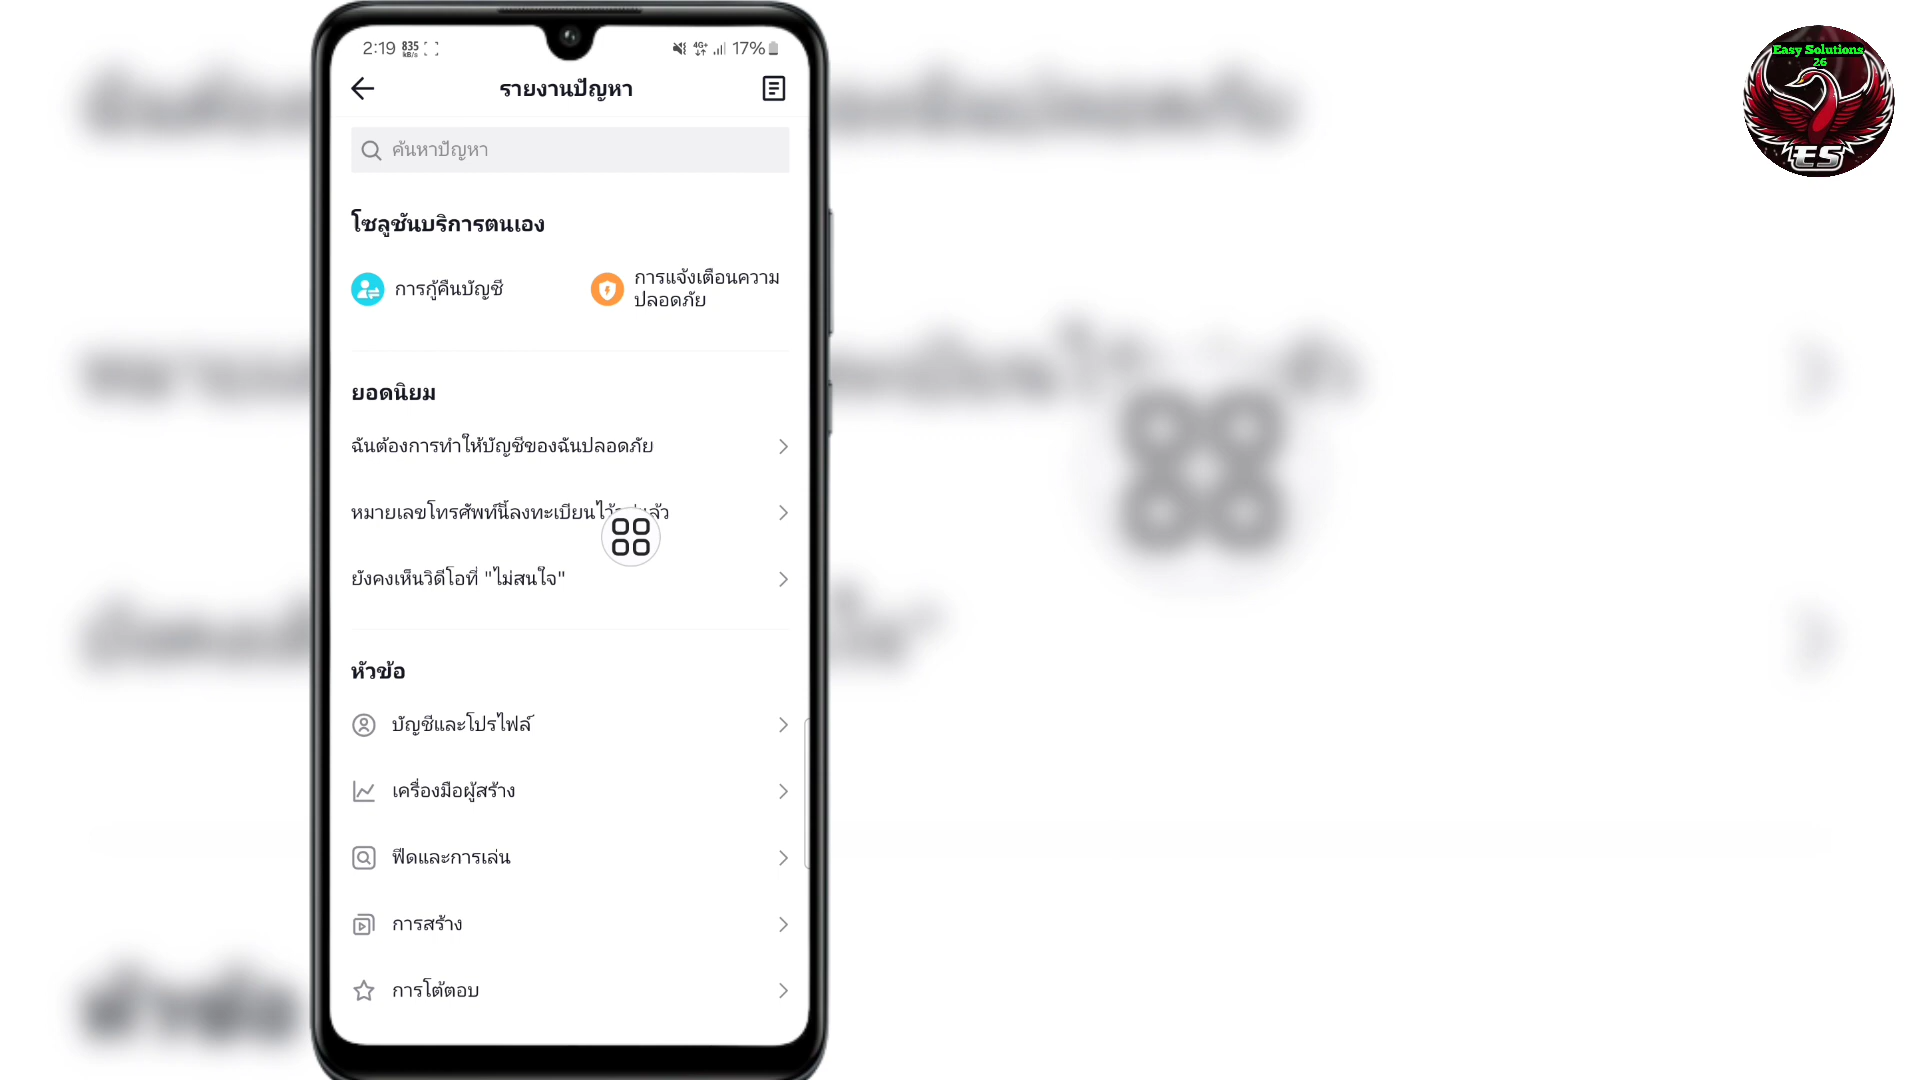 Easy Solutions
26
ES
2:19 835 kB/s 4G+ 17%
รายงานปัญหา
ค้นหาปัญหา
โซลูชันบริการตนเอง
การกู้คืนบัญชี
การแจ้งเตือนความ
ปลอดภัย
ยอดนิยม
ฉันต้องการทำให้บัญชีของฉันปลอดภัย
หมายเลขโทรศัพท์นี้ลงทะเบียนไว้
ยังคงเห็นวิดีโอที่ "ไม่สนใจ"
หัวข้อ
บัญชีและโปรไฟล์
เครื่องมือผู้สร้าง
ฟีดและการเล่น
การสร้าง
การโต้ตอบ